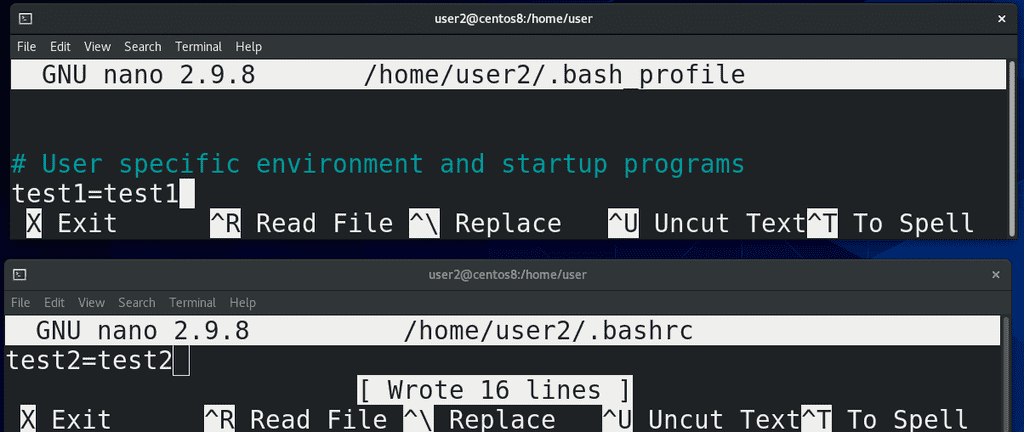 user2@centos8:/home/user
File Edit View Search Terminal Help
GNU nano 2.9.8 /home/user2/.bash_profile
# User specific environment and startup programs
test1=test1
X Exit ^R Read File ^\ Replace ^U Uncut Text^T To Spell
user2@centos8:/home/user
File Edit View Search Terminal Help
GNU nano 2.9.8 /home/user2/.bashrc
test2=test2
[ Wrote 16 lines ]
X Exit ^R Read File ^\ Replace ^U Uncut Text^T To Spell